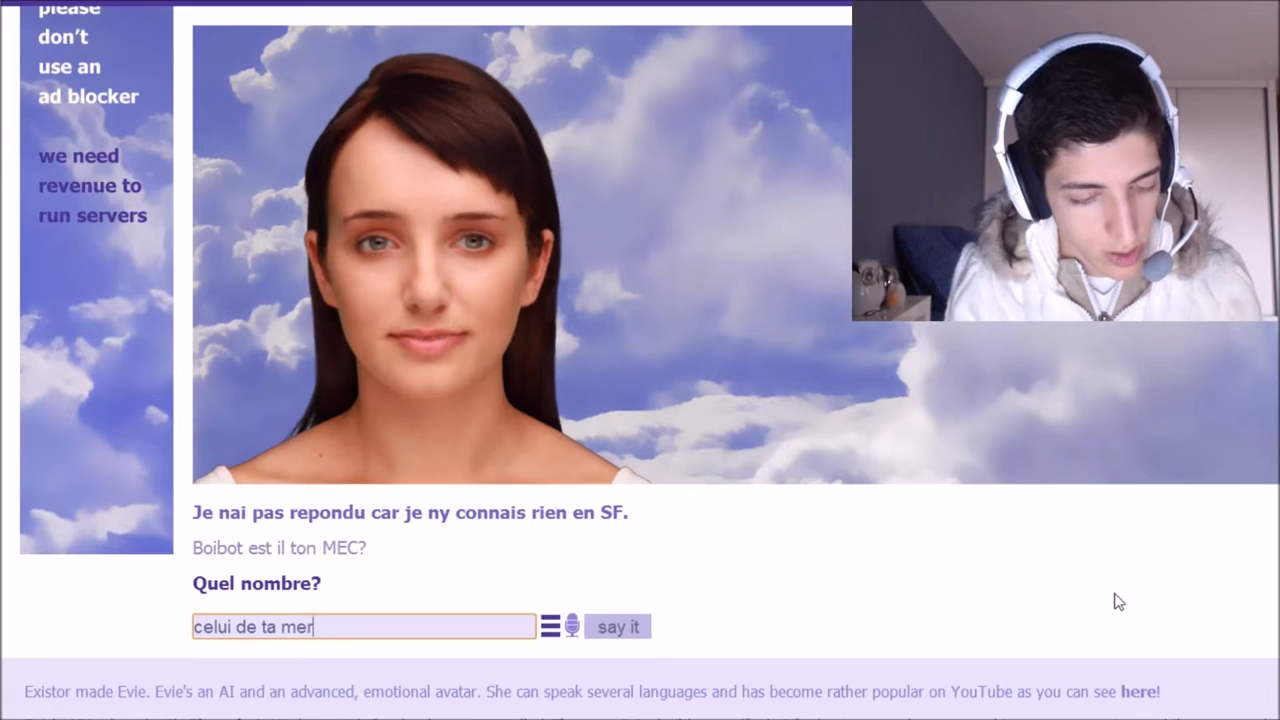 please
don't
use an
ad blocker
we need
revenue to
run servers
Je nai pas repondu car je ny connais rien en SF.
Boibot est il ton MEC?
Quel nombre?
celui de ta mer
say it
Existor made Evie. Evie's an AI and an advanced, emotional avatar. She can speak several languages and has become rather popular on YouTube as you can see here!